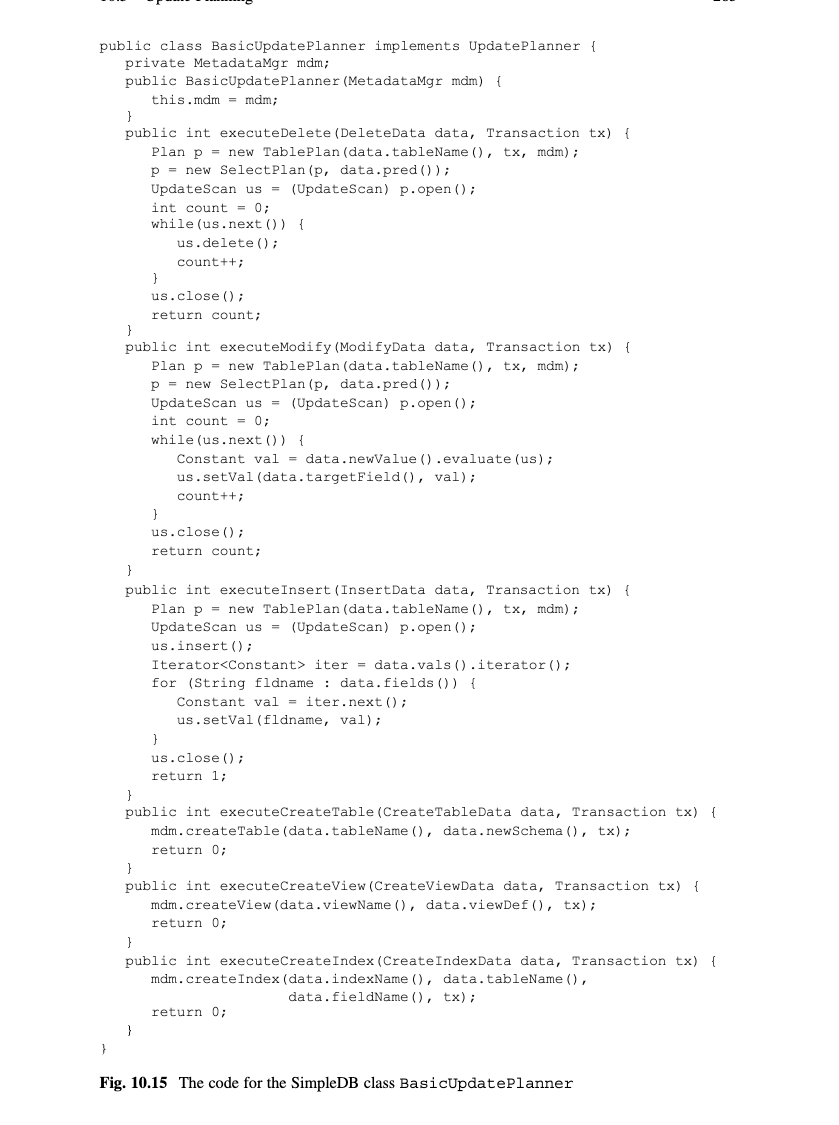 public class BasicUpdatePlanner implements UpdatePlanner {
   private MetadataMgr mdm;
   public BasicUpdatePlanner(MetadataMgr mdm) {
      this.mdm = mdm;
   }
   public int executeDelete(DeleteData data, Transaction tx) {
      Plan p = new TablePlan(data.tableName(), tx, mdm);
      p = new SelectPlan(p, data.pred());
      UpdateScan us = (UpdateScan) p.open();
      int count = 0;
      while(us.next()) {
         us.delete();
         count++;
      }
      us.close();
      return count;
   }
   public int executeModify(ModifyData data, Transaction tx) {
      Plan p = new TablePlan(data.tableName(), tx, mdm);
      p = new SelectPlan(p, data.pred());
      UpdateScan us = (UpdateScan) p.open();
      int count = 0;
      while(us.next()) {
         Constant val = data.newValue().evaluate(us);
         us.setVal(data.targetField(), val);
         count++;
      }
      us.close();
      return count;
   }
   public int executeInsert(InsertData data, Transaction tx) {
      Plan p = new TablePlan(data.tableName(), tx, mdm);
      UpdateScan us = (UpdateScan) p.open();
      us.insert();
      Iterator<Constant> iter = data.vals().iterator();
      for (String fldname : data.fields()) {
         Constant val = iter.next();
         us.setVal(fldname, val);
      }
      us.close();
      return 1;
   }
   public int executeCreateTable(CreateTableData data, Transaction tx) {
      mdm.createTable(data.tableName(), data.newSchema(), tx);
      return 0;
   }
   public int executeCreateView(CreateViewData data, Transaction tx) {
      mdm.createView(data.viewName(), data.viewDef(), tx);
      return 0;
   }
   public int executeCreateIndex(CreateIndexData data, Transaction tx) {
      mdm.createIndex(data.indexName(), data.tableName(),
                      data.fieldName(), tx);
      return 0;
   }
}
Fig. 10.15 The code for the SimpleDB class BasicUpdatePlanner